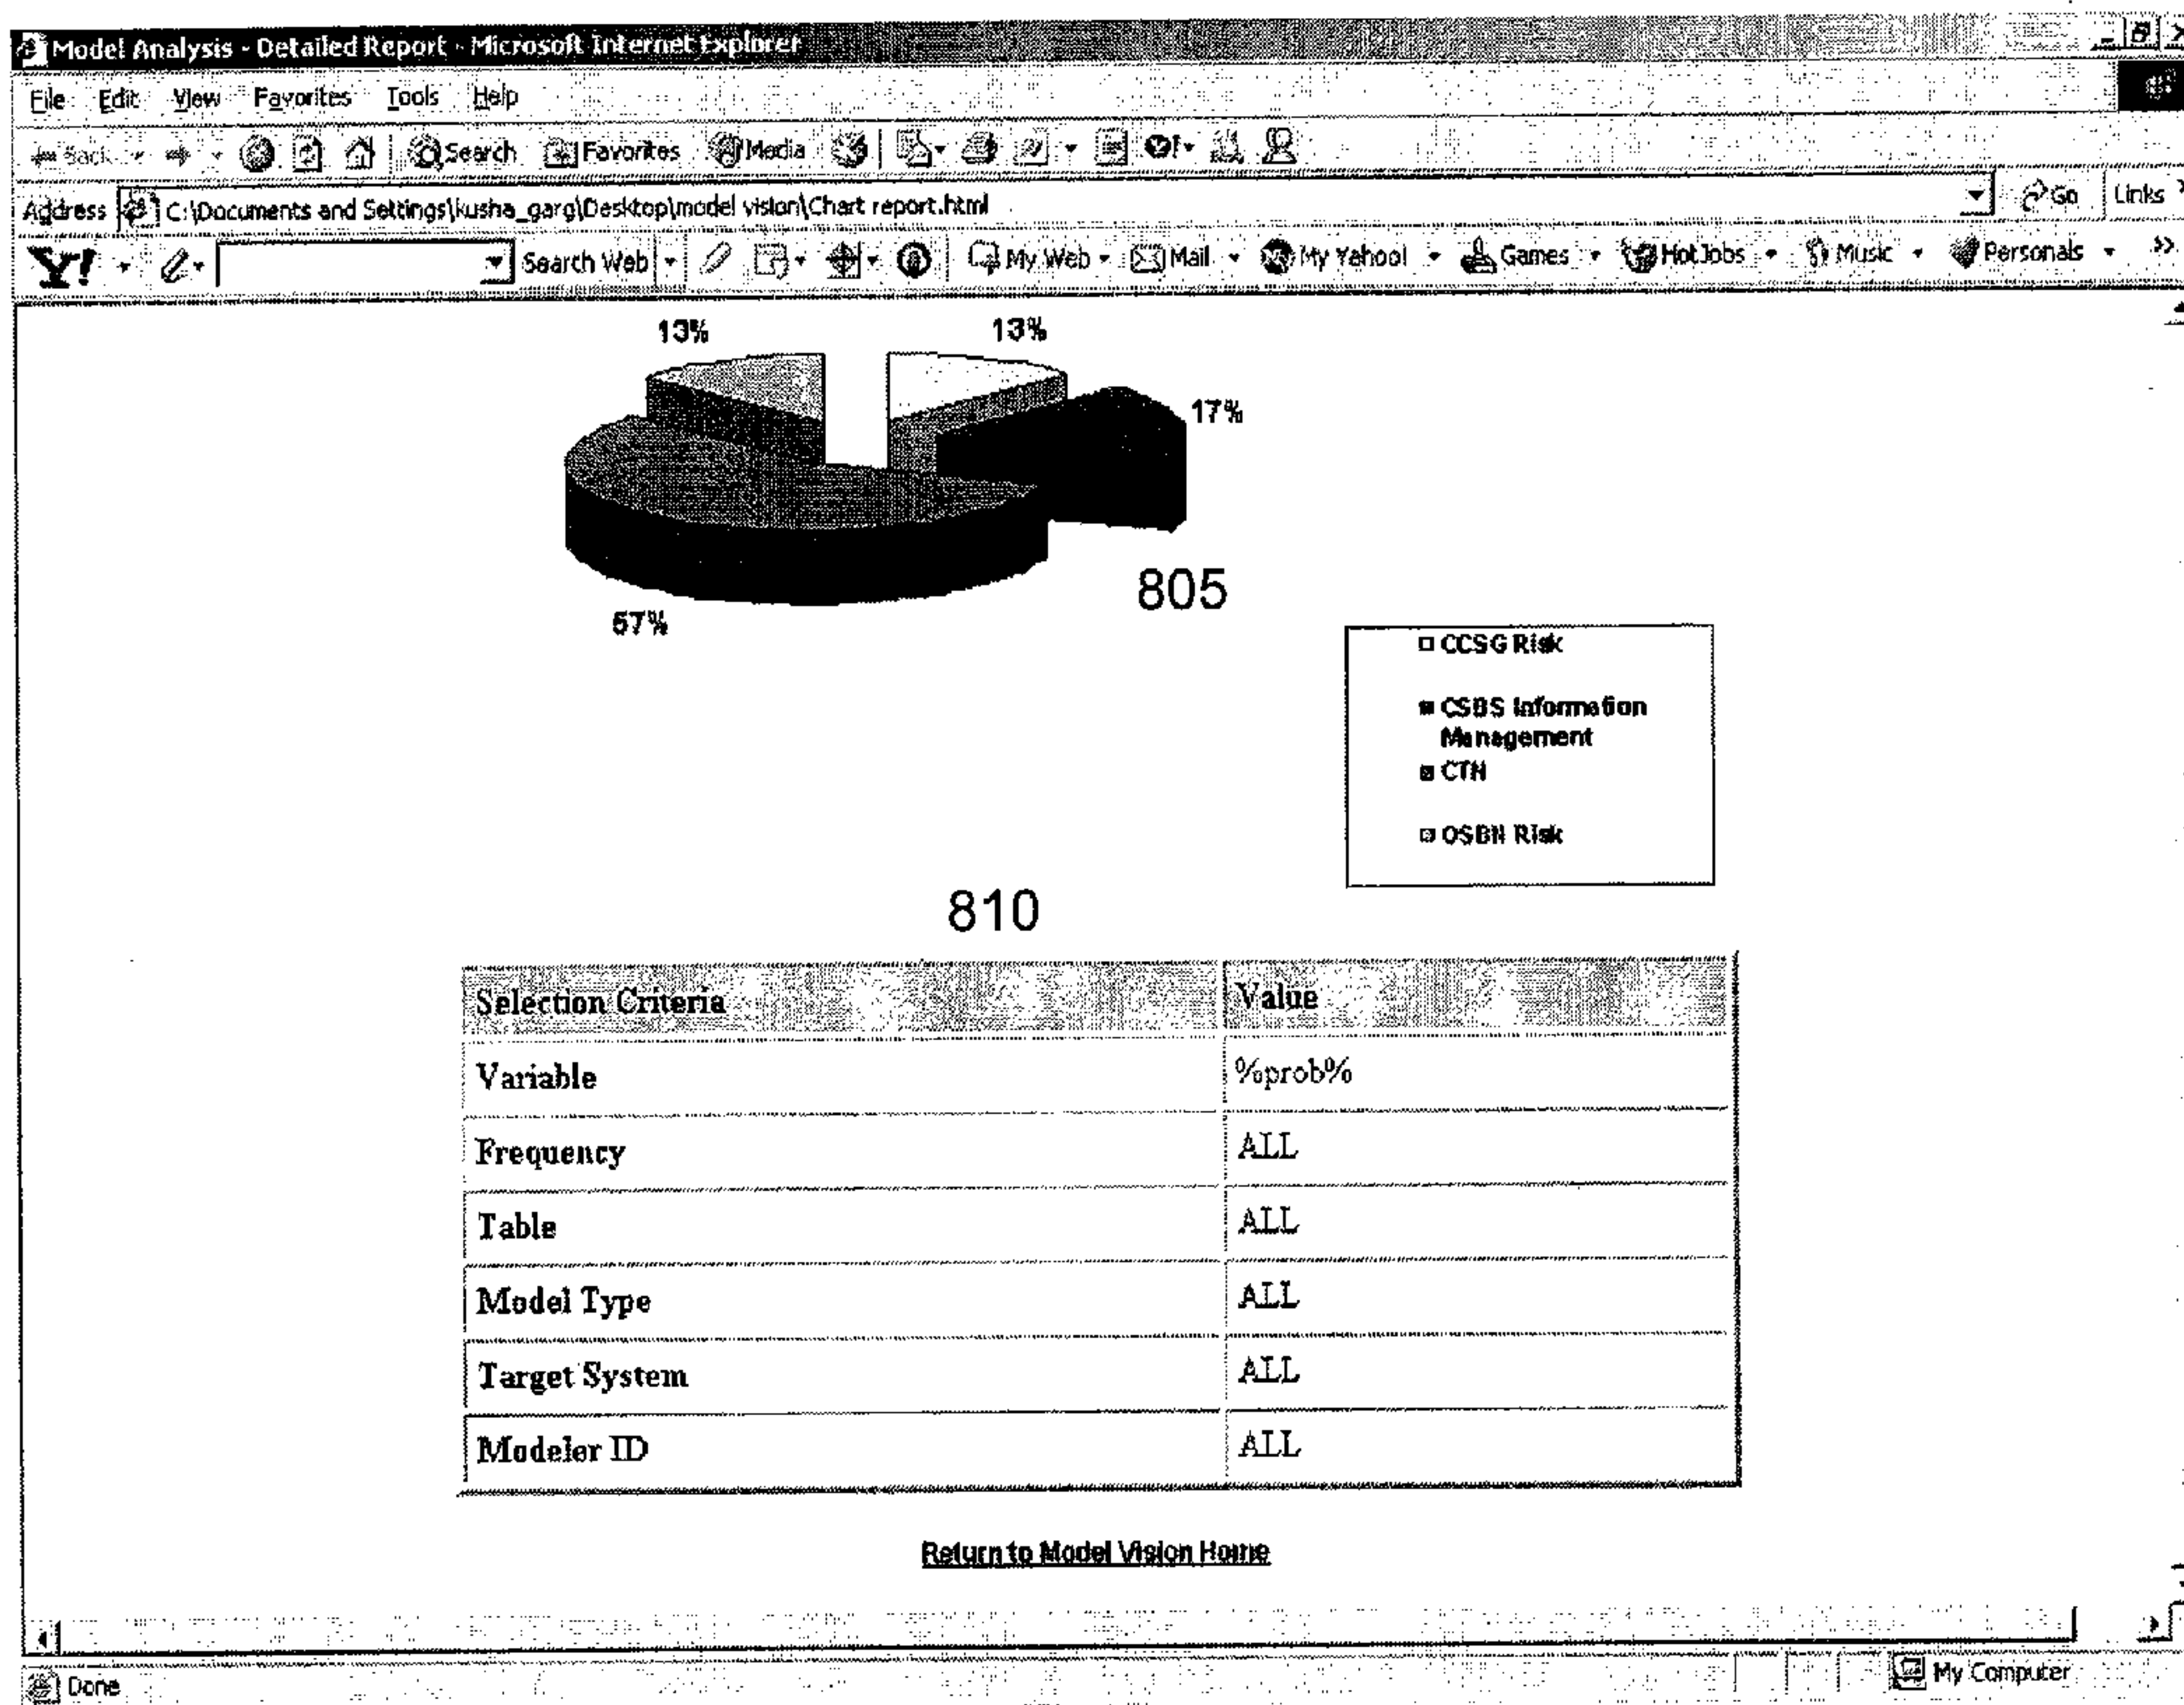 Model Analysis - Detailed Report - Microsoft Internet Explorer
File Edit View Favorites Tools Help
Back Search Favorites Media
Address C:\Documents and Settings\kusha_garg\Desktop\model vision\Chart report.html Go Links
Y! Search Web My Web Mail My Yahoo! Games HotJobs Music Personals
13% 13%
17%
57%
805
CCSG Risk
CSBS Information
Management
CTN
OSBN Risk
810
Selection Criteria Value
Variable %prob%
Frequency ALL
Table ALL
Model Type ALL
Target System ALL
Modeler ID ALL
Return to Model Vision Home
Done My Computer